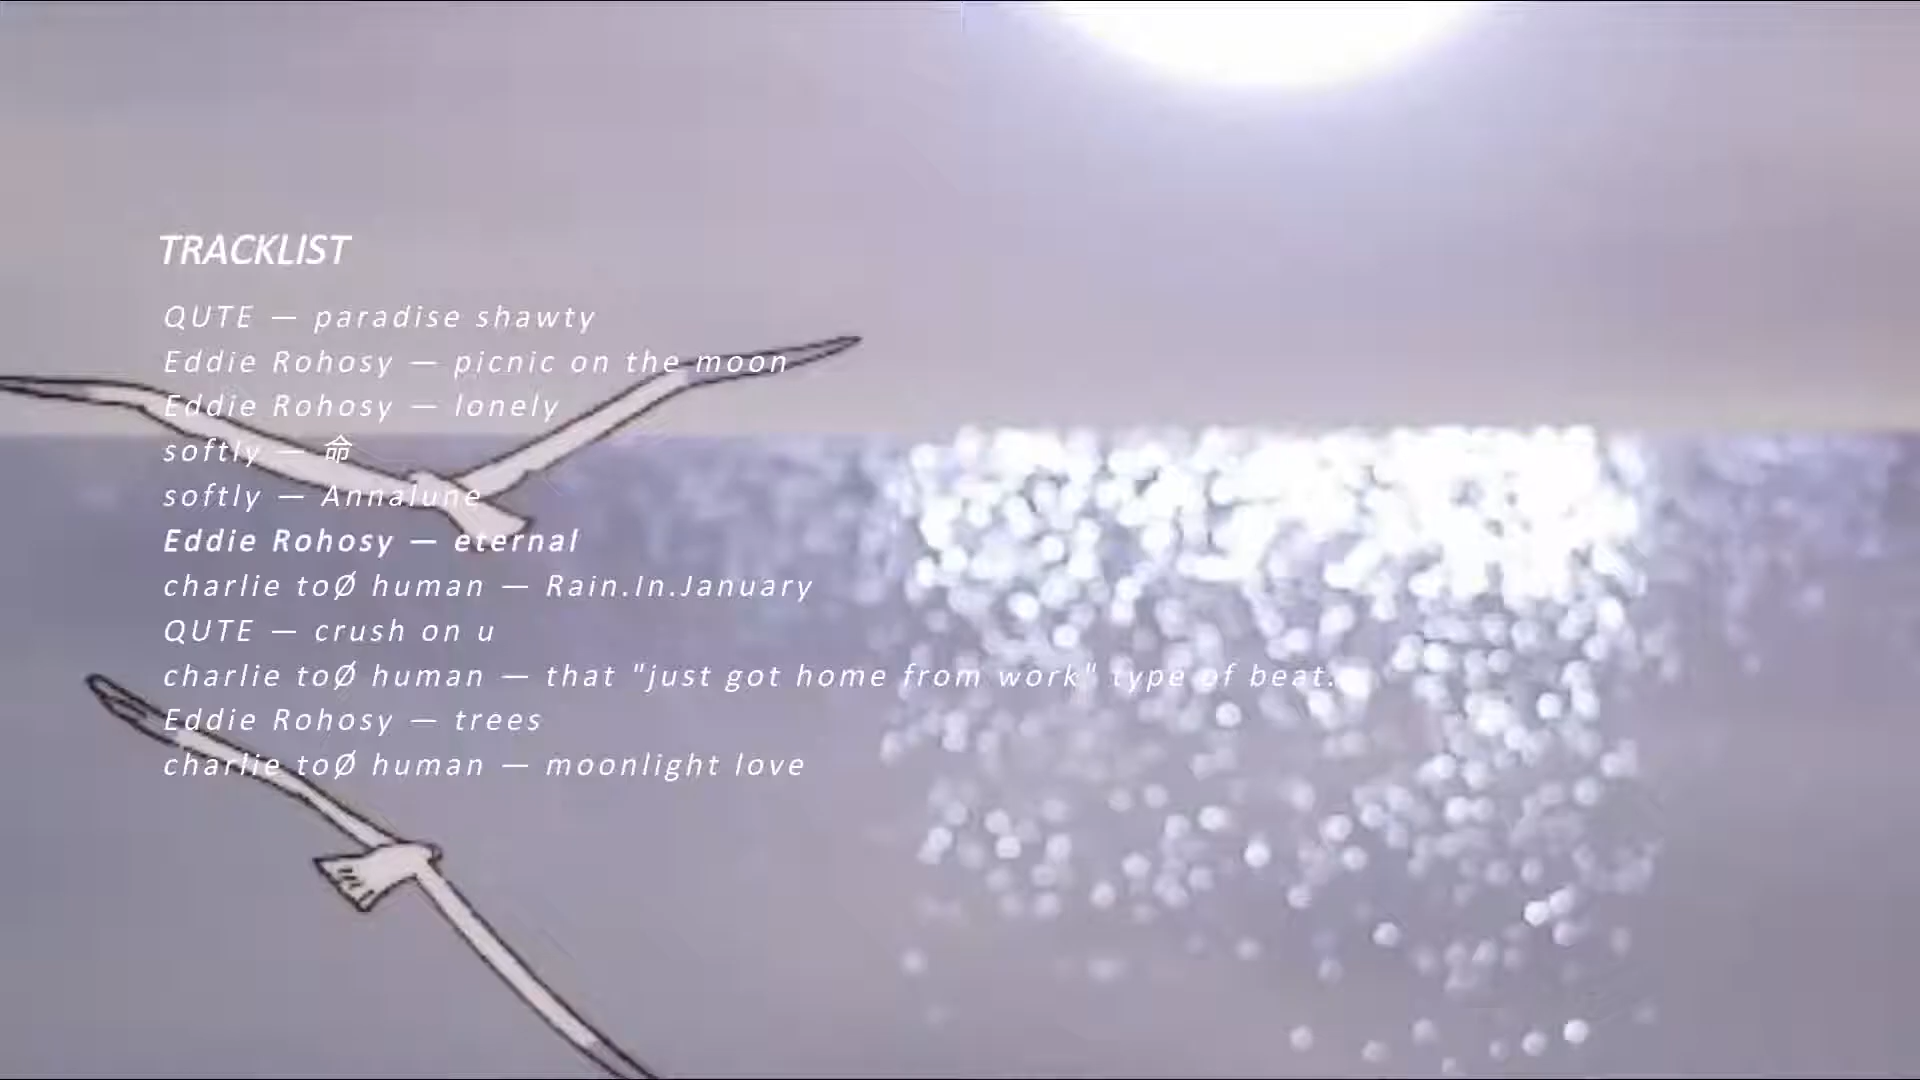 TRACKLIST
QUTE — paradise shawty
Eddie Rohosy — picnic on the moon
Eddie Rohosy — lonely
softly — 命
softly — Annalune
Eddie Rohosy — eternal
charlie toØ human — Rain.In.January
QUTE — crush on u
charlie toØ human — that "just got home from work" type of beat.
Eddie Rohosy — trees
charlie toØ human — moonlight love